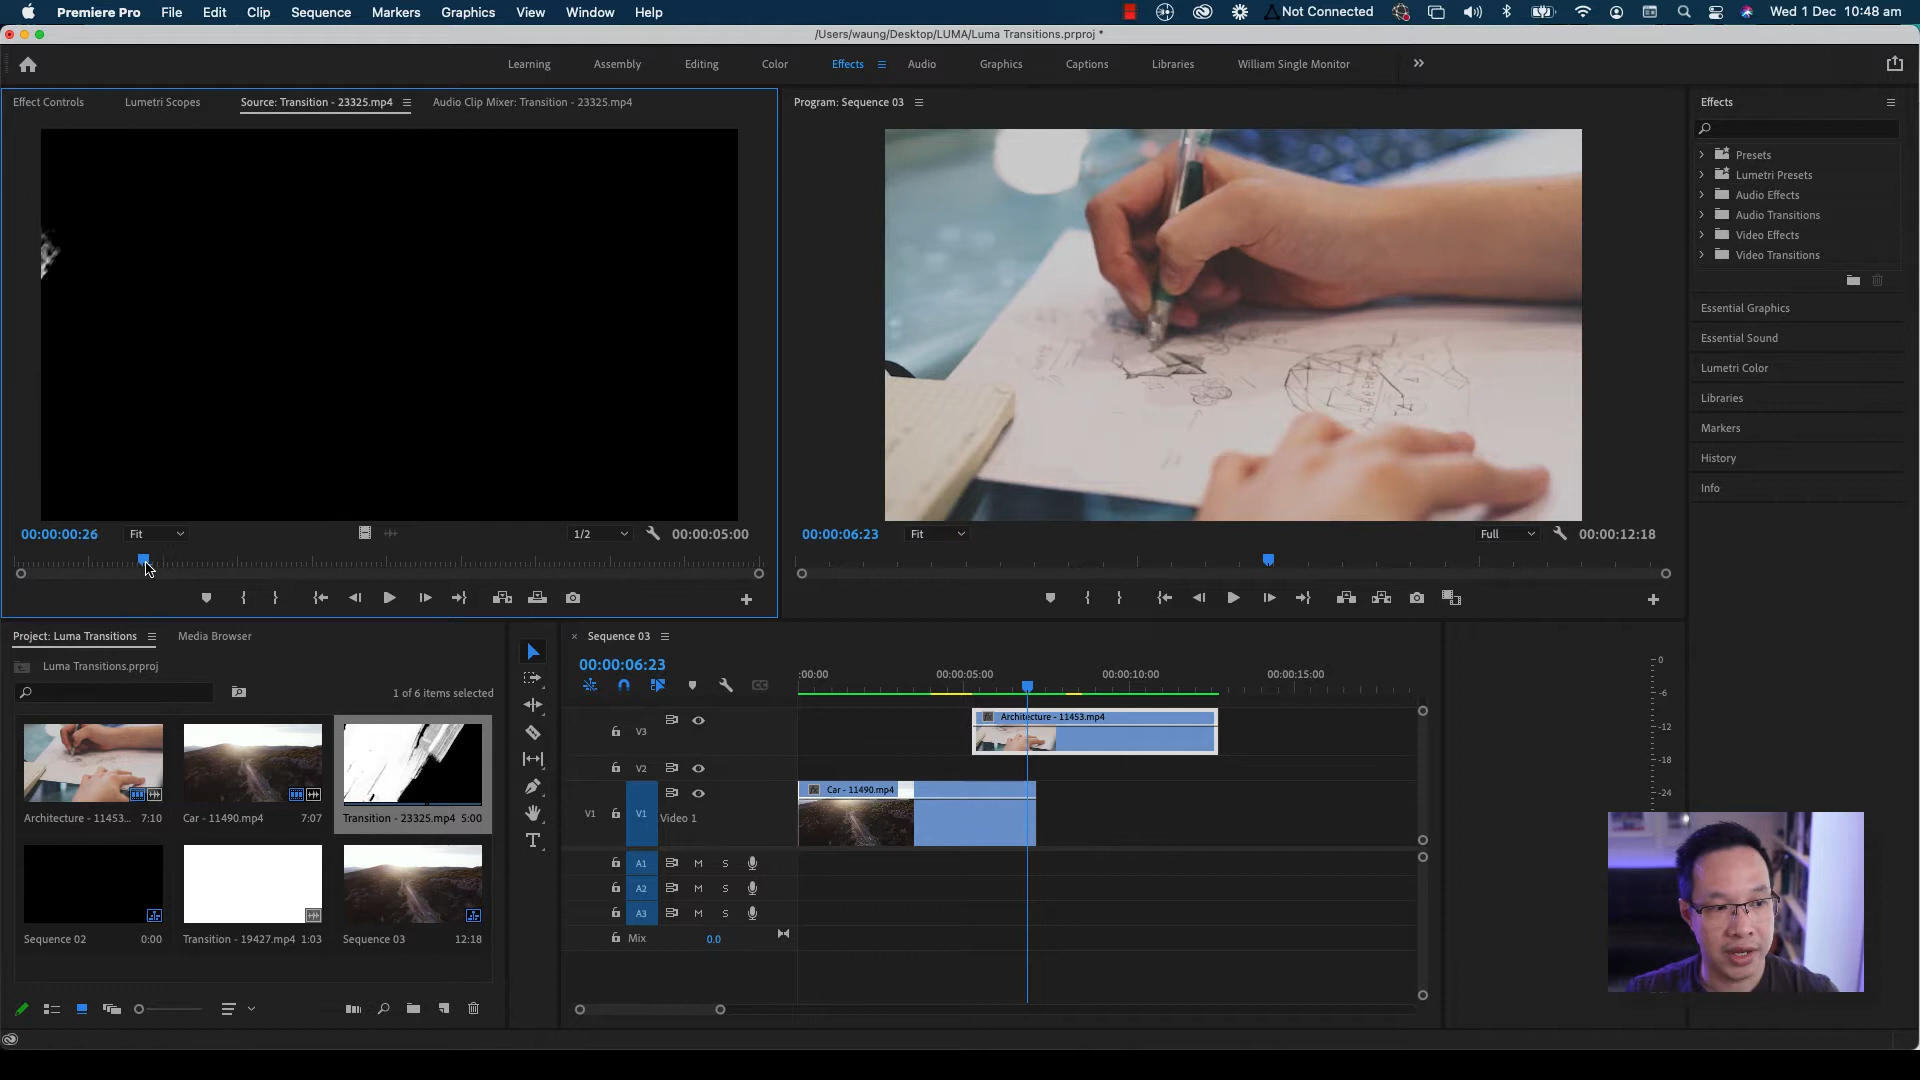 Premiere Pro File Edit Clip Sequence Markers Graphics View Window Help Not Connected Wed 1 Dec 10:48 am
/Users/waung/Desktop/LUMA/Luma Transitions.prproj *
Learning Assembly Editing Color Effects Audio Graphics Captions Libraries William Single Monitor
Effect Controls Lumetri Scopes Source: Transition - 23325.mp4 Audio Clip Mixer: Transition - 23325.mp4
Program: Sequence 03
Effects
Presets
Lumetri Presets
Audio Effects
Audio Transitions
Video Effects
Video Transitions
Essential Graphics
Essential Sound
Lumetri Color
Libraries
Markers
History
Info
00:00:00:26 Fit 1/2 00:00:05:00
00:00:06:23 Fit Full 00:00:12:18
Project: Luma Transitions Media Browser
Luma Transitions.prproj
1 of 6 items selected
Architecture - 11453... 7:10
Car - 11490.mp4 7:07
Transition - 23325.mp4 5:00
Sequence 02 0:00
Transition - 19427.mp4 1:03
Sequence 03 12:18
× Sequence 03
00:00:06:23
:00:00 00:00:05:00 00:00:10:00 00:00:15:00
V3 Architecture - 11453.mp4
V2
V1 V1 Video 1 Car - 11490.mp4
A1 M S
A2 M S
A3 M S
Mix 0.0
0
-6
-12
-18
-24